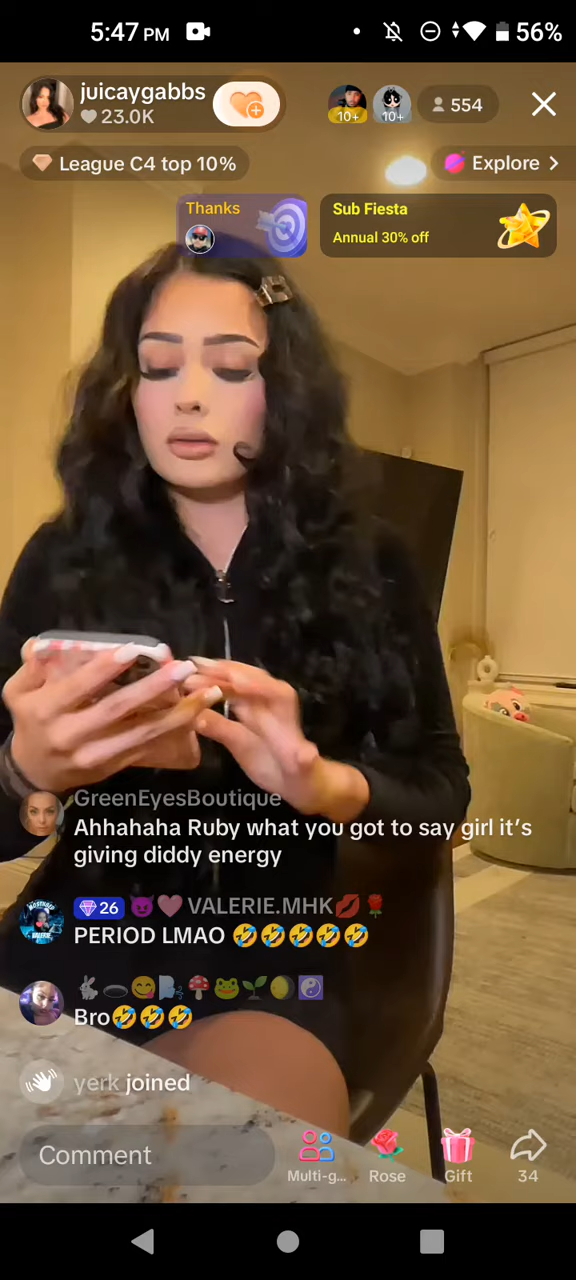 5:47 PM
56%
juicaygabbs
23.0K
10+
10+
554
League C4 top 10%
Explore >
Thanks
Sub Fiesta
Annual 30% off
GreenEyesBoutique
Ahhahaha Ruby what you got to say girl it's
giving diddy energy
26 😈🩷 VALERIE.MHK💋🌹
PERIOD LMAO 🤣🤣🤣🤣🤣
🐇🕳️😋🌬️🍄🐸🌱🌖☯️
Bro🤣🤣🤣
yerk joined
Comment
Multi-g...
Rose
Gift
34